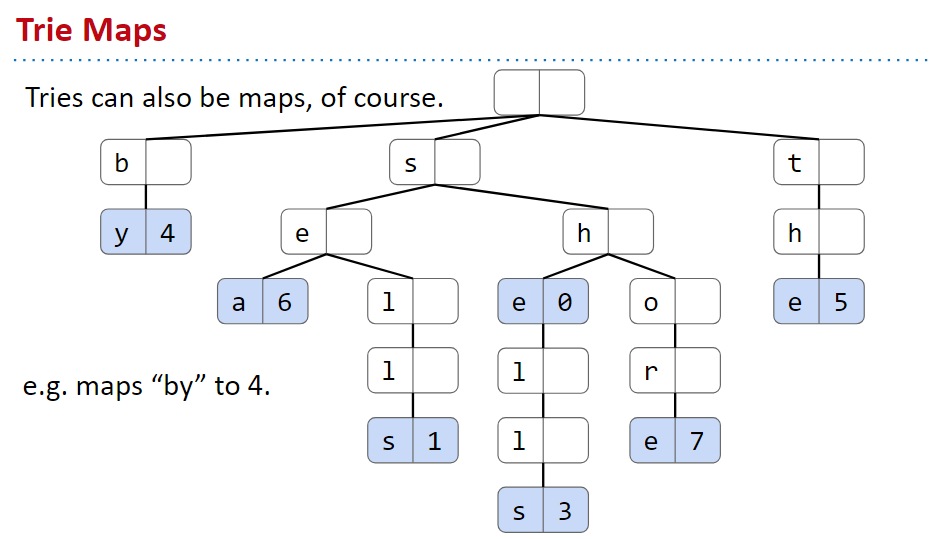 Trie Maps
Tries can also be maps, of course.
b s t
y 4 e h h
a 6 l e 0 o e 5
e.g. maps “by” to 4.
l l r
s 1 l e 7
s 3